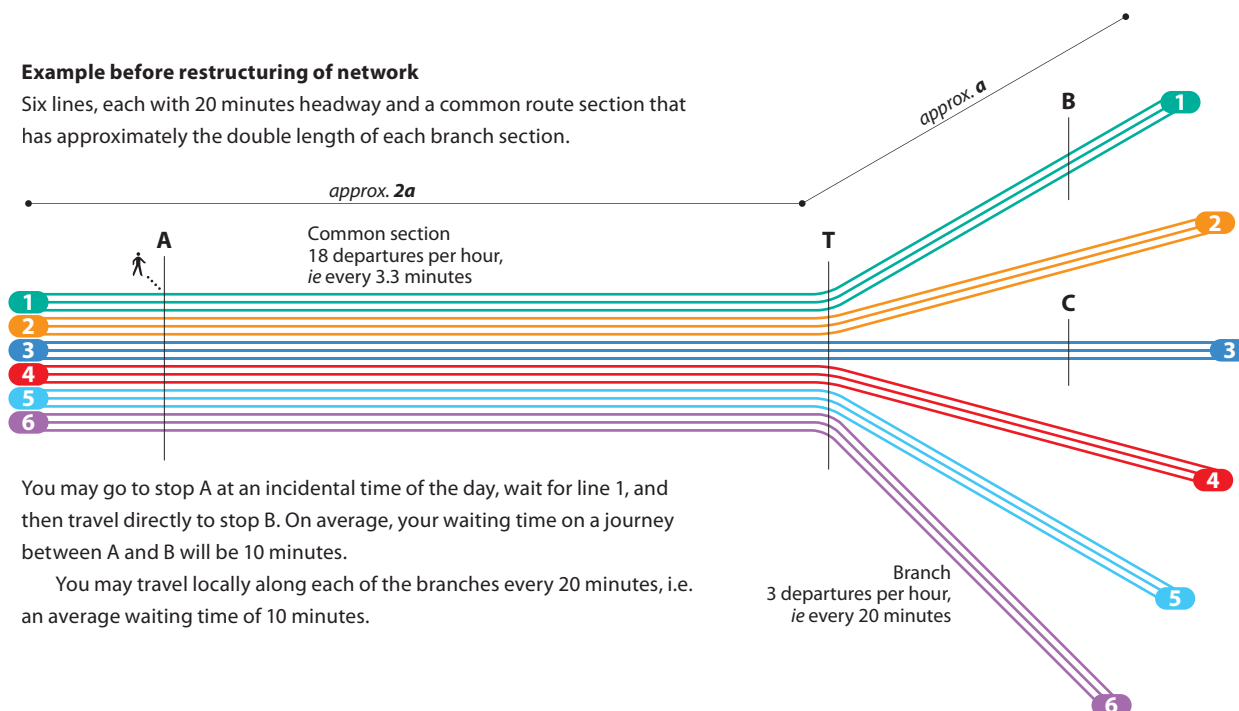 Example before restructuring of network
Six lines, each with 20 minutes headway and a common route section that
has approximately the double length of each branch section.
approx. 2a
approx. a
A
Common section
18 departures per hour,
ie every 3.3 minutes
T
B
C
1
2
3
4
5
6
1
2
3
4
5
6
You may go to stop A at an incidental time of the day, wait for line 1, and
then travel directly to stop B. On average, your waiting time on a journey
between A and B will be 10 minutes.
You may travel locally along each of the branches every 20 minutes, i.e.
an average waiting time of 10 minutes.
Branch
3 departures per hour,
ie every 20 minutes